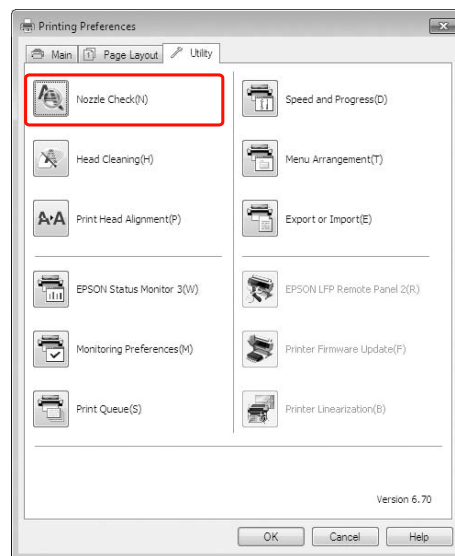 Printing Preferences
Main
1
Page Layout
Utility
Nozzle Check(N)
Speed and Progress(D)
Head Cleaning(H)
Menu Arrangement(T)
A▸A
Print Head Alignment(P)
Export or Import(E)
EPSON Status Monitor 3(W)
EPSON LFP Remote Panel 2(R)
Monitoring Preferences(M)
Printer Firmware Update(F)
Print Queue(S)
Printer Linearization(B)
Version 6.70
OK
Cancel
Help